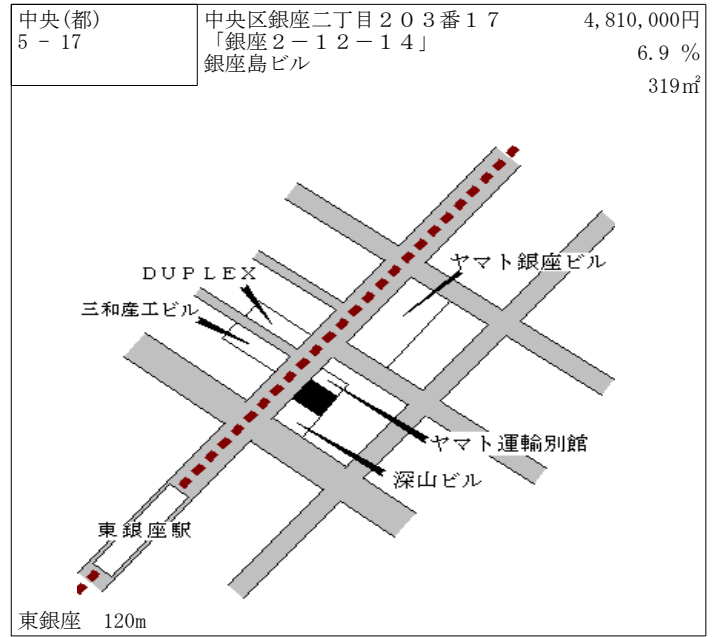 中央(都)
5 - 17
中央区銀座二丁目２０３番１７
「銀座２－１２－１４」
銀座島ビル
4,810,000円
6.9 %
319㎡
ＤＵＰＬＥＸ
三和産工ビル
ヤマト銀座ビル
ヤマト運輸別館
深山ビル
東銀座駅
東銀座　120m